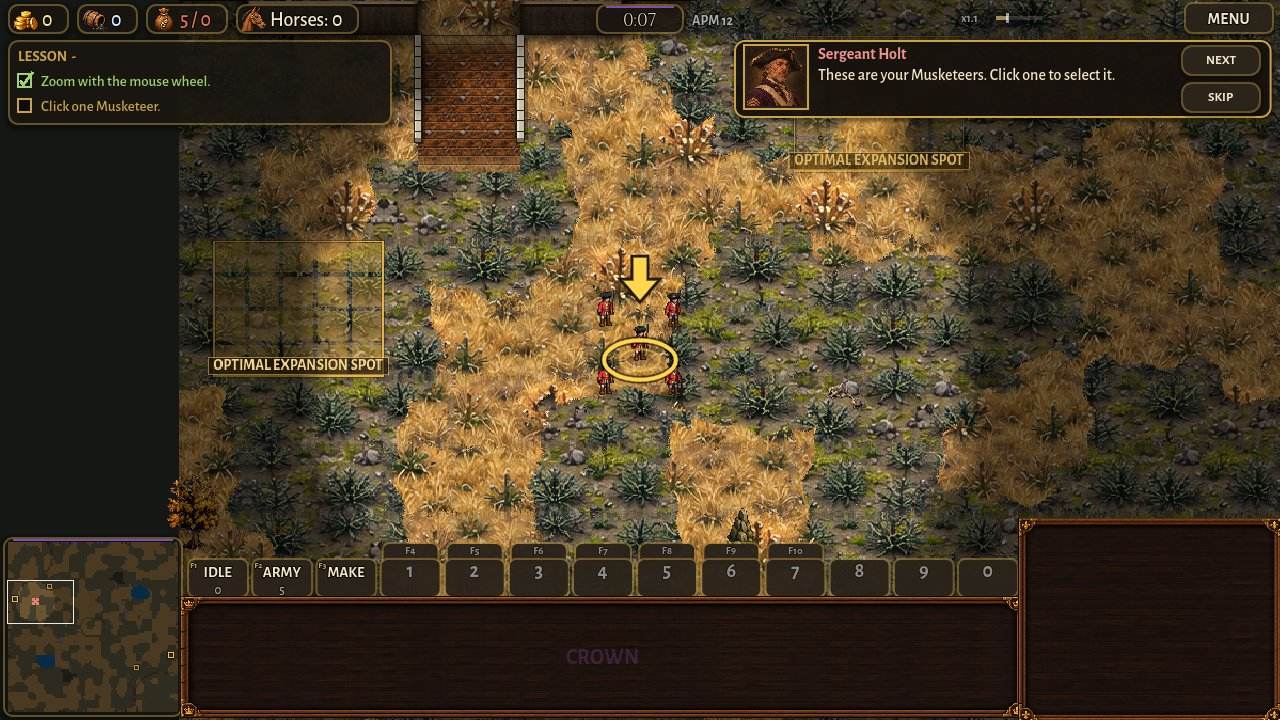 0
0
5 / 0
Horses: 0
0:07
APM 12
x1.1
MENU
LESSON -
Zoom with the mouse wheel.
Click one Musketeer.
Sergeant Holt
These are your Musketeers. Click one to select it.
NEXT
SKIP
OPTIMAL EXPANSION SPOT
OPTIMAL EXPANSION SPOT
F4 F5 F6 F7 F8 F9 F10
F1 IDLE F2 ARMY F3 MAKE 1 2 3 4 5 6 7 8 9 0
0 5
CROWN